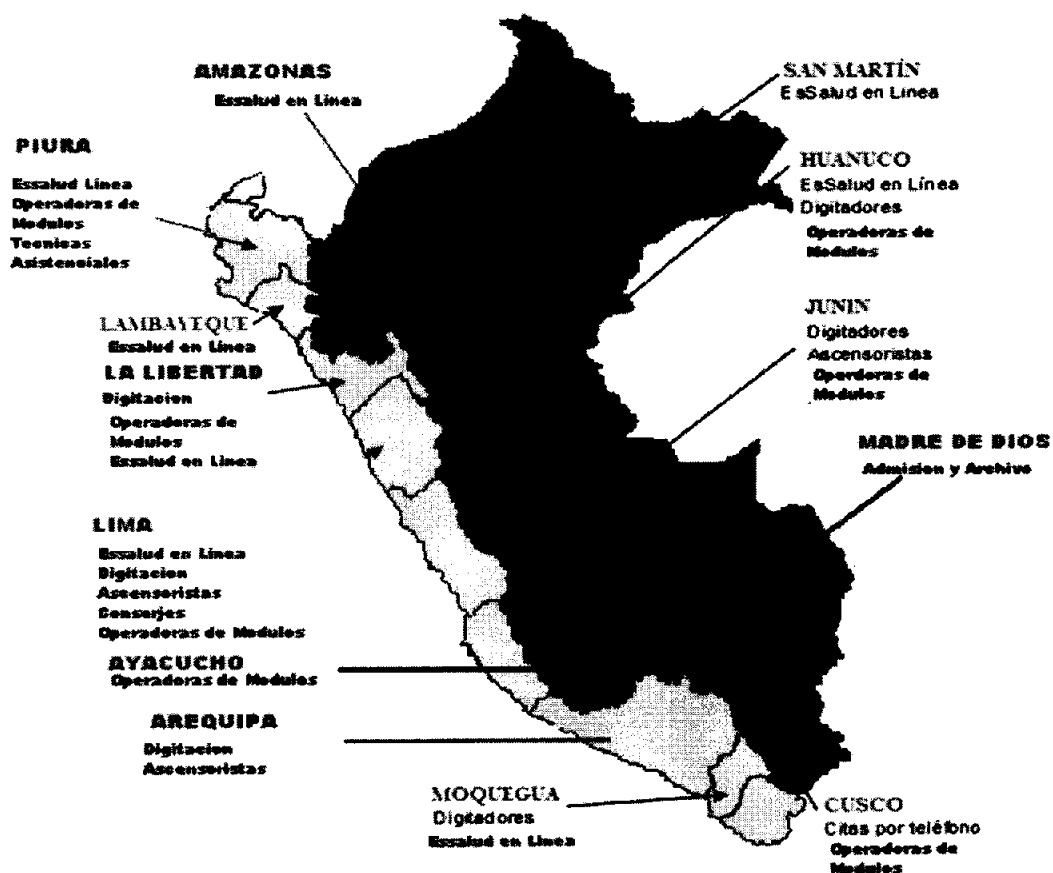 AMAZONAS
Essalud en Linea
PIURA
Essalud Linea
Operadoras de
Modulos
Tecnicas
Asistenciales
LAMBAYEQUE
Essalud en Linea
LA LIBERTAD
Digitacion
Operadoras de
Modulos
Essalud en Linea
LIMA
Essalud en Linea
Digitacion
Ascensoristas
Conserjes
Operadoras de Modulos
AYACUCHO
Operadoras de Modulos
AREQUIPA
Digitacion
Ascensoristas
MOQUEGUA
Digitadores
Essalud en Linea
SAN MARTÍN
EsSalud en Linea
HUANUCO
EsSalud en Línea
Digitadores
Operadoras de
Modulos
JUNIN
Digitadores
Ascensoristas
Operdoras de
Modulos
MADRE DE DIOS
Admision y Archivo
CUSCO
Citas por teléfono
Operadoras de
Modulos